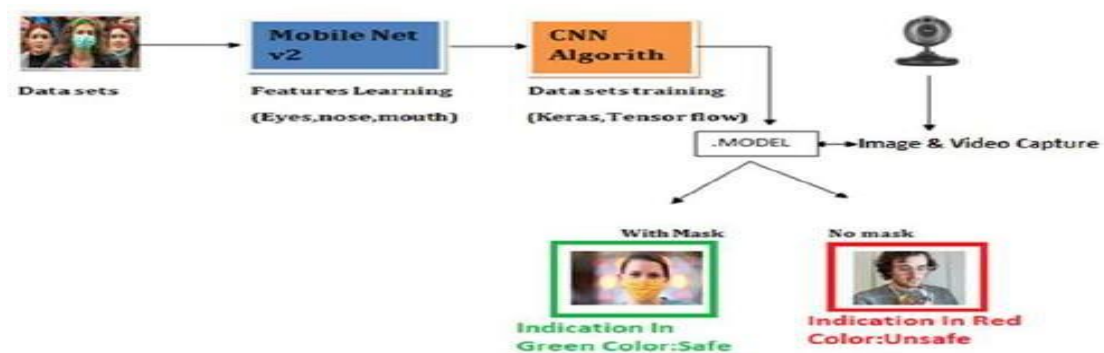 Mobile Net
v2
CNN
Algorith
Data sets
Features Learning
(Eyes,nose,mouth)
Data sets training
(Keras,Tensor flow)
.MODEL
Image & Video Capture
With Mask
No mask
Indication In
Green Color:Safe
Indication In Red
Color:Unsafe